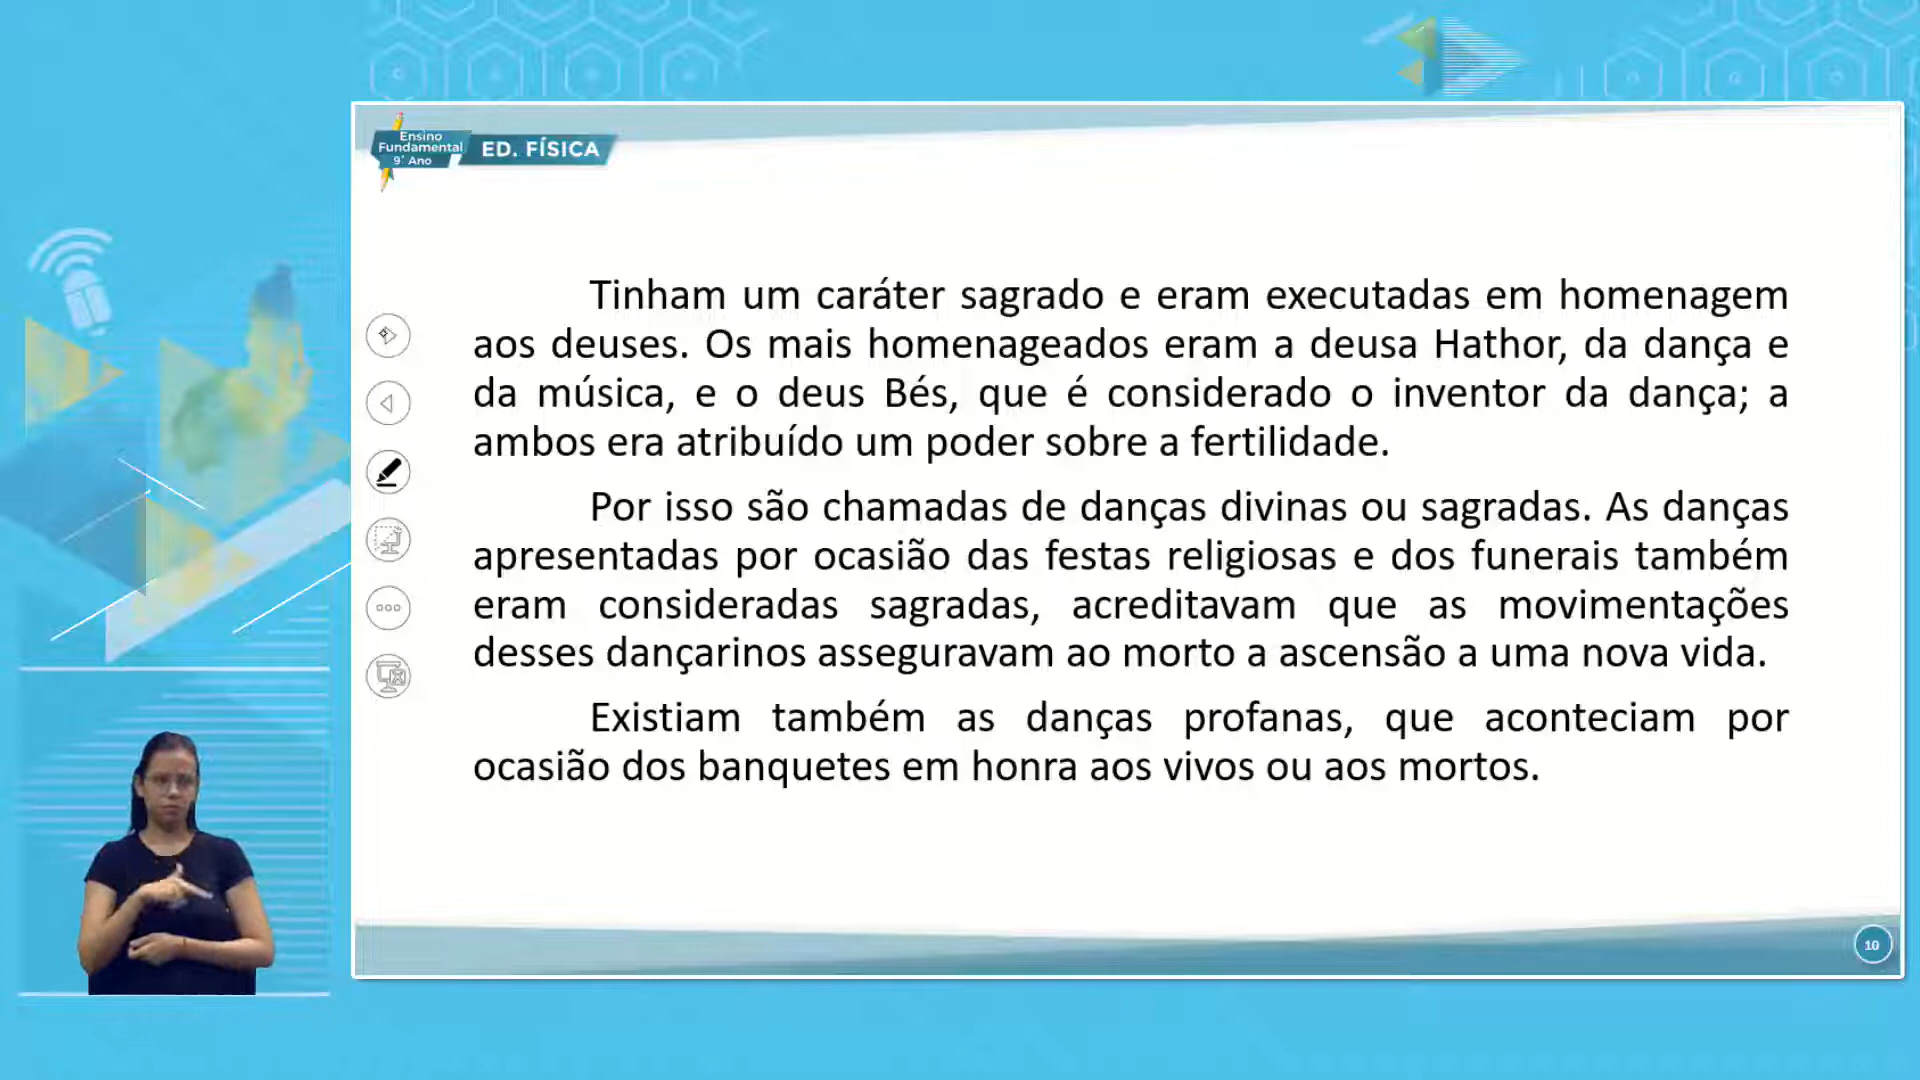 Ensino
Fundamental
9° Ano
ED. FÍSICA
Tinham um caráter sagrado e eram executadas em homenagem
aos deuses. Os mais homenageados eram a deusa Hathor, da dança e
da música, e o deus Bés, que é considerado o inventor da dança; a
ambos era atribuído um poder sobre a fertilidade.
Por isso são chamadas de danças divinas ou sagradas. As danças
apresentadas por ocasião das festas religiosas e dos funerais também
eram consideradas sagradas, acreditavam que as movimentações
desses dançarinos asseguravam ao morto a ascensão a uma nova vida.
Existiam também as danças profanas, que aconteciam por
ocasião dos banquetes em honra aos vivos ou aos mortos.
10